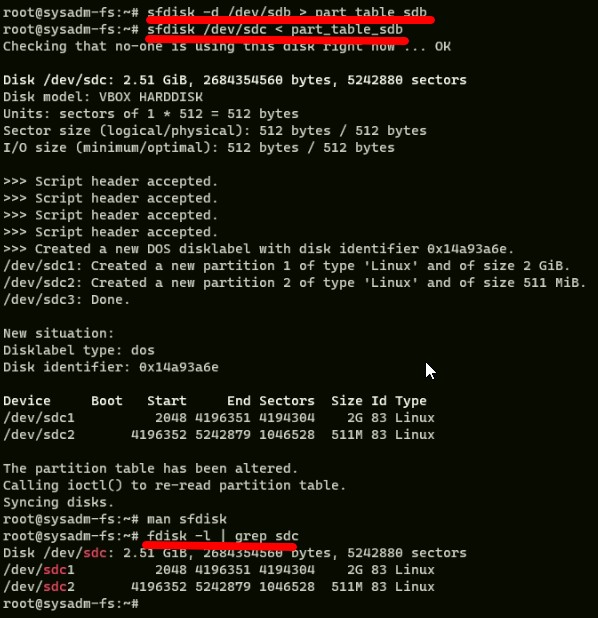 root@sysadm-fs:~# sfdisk -d /dev/sdb > part_table_sdb
root@sysadm-fs:~# sfdisk /dev/sdc < part_table_sdb
Checking that no-one is using this disk right now ... OK
Disk /dev/sdc: 2.51 GiB, 2684354560 bytes, 5242880 sectors
Disk model: VBOX HARDDISK
Units: sectors of 1 * 512 = 512 bytes
Sector size (logical/physical): 512 bytes / 512 bytes
I/O size (minimum/optimal): 512 bytes / 512 bytes
>>> Script header accepted.
>>> Script header accepted.
>>> Script header accepted.
>>> Script header accepted.
>>> Created a new DOS disklabel with disk identifier 0x14a93a6e.
/dev/sdc1: Created a new partition 1 of type 'Linux' and of size 2 GiB.
/dev/sdc2: Created a new partition 2 of type 'Linux' and of size 511 MiB.
/dev/sdc3: Done.
New situation:
Disklabel type: dos
Disk identifier: 0x14a93a6e
Device     Boot   Start     End Sectors  Size Id Type
/dev/sdc1          2048 4196351 4194304    2G 83 Linux
/dev/sdc2       4196352 5242879 1046528  511M 83 Linux
The partition table has been altered.
Calling ioctl() to re-read partition table.
Syncing disks.
root@sysadm-fs:~# man sfdisk
root@sysadm-fs:~# fdisk -l | grep sdc
Disk /dev/sdc: 2.51 GiB, 2684354560 bytes, 5242880 sectors
/dev/sdc1          2048 4196351 4194304    2G 83 Linux
/dev/sdc2       4196352 5242879 1046528  511M 83 Linux
root@sysadm-fs:~#